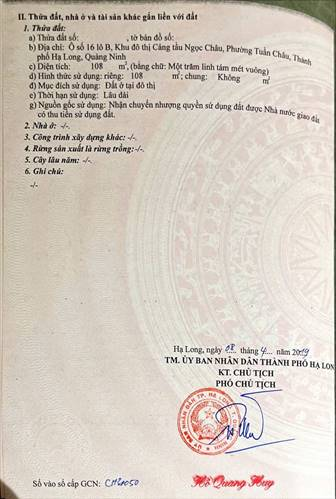 II. Thửa đất, nhà ở và tài sản khác gắn liền với đất
1. Thửa đất:
a) Thửa đất số: , tờ bản đồ số:
b) Địa chỉ: Ô số 16 lô B, Khu đô thị Cảng tầu Ngọc Châu, Phường Tuần Châu, Thành
phố Hạ Long, Quảng Ninh
c) Diện tích: 108 m², (bằng chữ: Một trăm linh tám mét vuông)
d) Hình thức sử dụng: riêng: 108 m²; chung: Không m²
đ) Mục đích sử dụng: Đất ở tại đô thị
e) Thời hạn sử dụng: Lâu dài
g) Nguồn gốc sử dụng: Nhận chuyển nhượng quyền sử dụng đất được Nhà nước giao đất
có thu tiền sử dụng đất.
2. Nhà ở: -/-.
3. Công trình xây dựng khác: -/-.
4. Rừng sản xuất là rừng trồng: -/-.
5. Cây lâu năm: -/-.
6. Ghi chú:
-/-
Hạ Long, ngày 08 tháng 4 năm 2019
TM. ỦY BAN NHÂN DÂN THÀNH PHỐ HẠ LONG
KT. CHỦ TỊCH
PHÓ CHỦ TỊCH
Hồ Quang Huy
Số vào sổ cấp GCN: